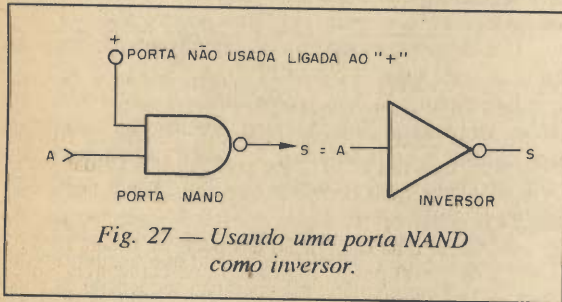 +
PORTA NÃO USADA LIGADA AO "+"
A
S = A
S
PORTA NAND
INVERSOR
Fig. 27 — Usando uma porta NAND
como inversor.